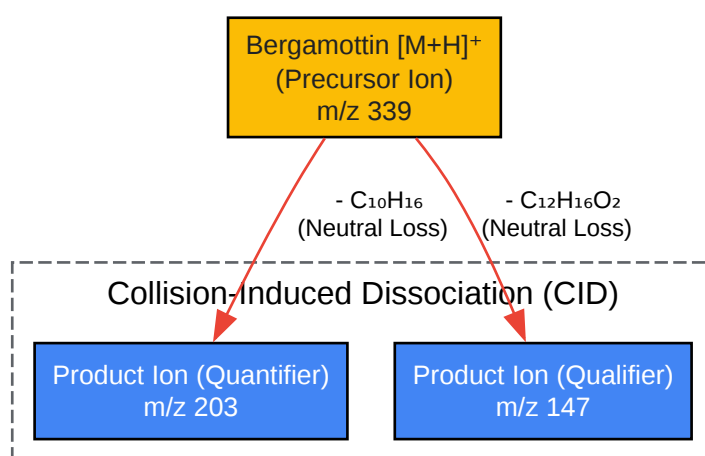 Bergamottin [M+H]⁺
(Precursor Ion)
m/z 339
- C₁₀H₁₆
(Neutral Loss)
- C₁₂H₁₆O₂
(Neutral Loss)
Collision-Induced Dissociation (CID)
Product Ion (Quantifier)
m/z 203
Product Ion (Qualifier)
m/z 147